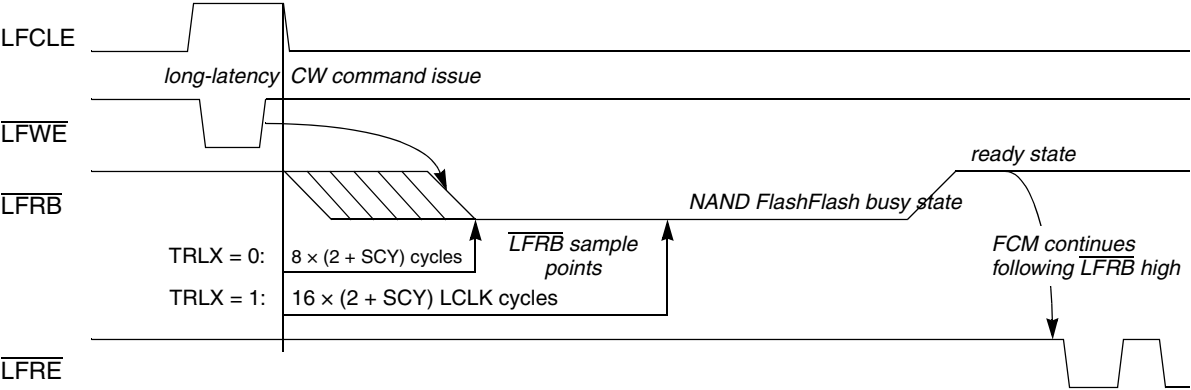 LFCLE
long-latency CW command issue
LFWE
ready state
LFRB
NAND FlashFlash busy state
LFRB sample
points
TRLX = 0: 8 × (2 + SCY) cycles
FCM continues
following LFRB high
TRLX = 1: 16 × (2 + SCY) LCLK cycles
LFRE